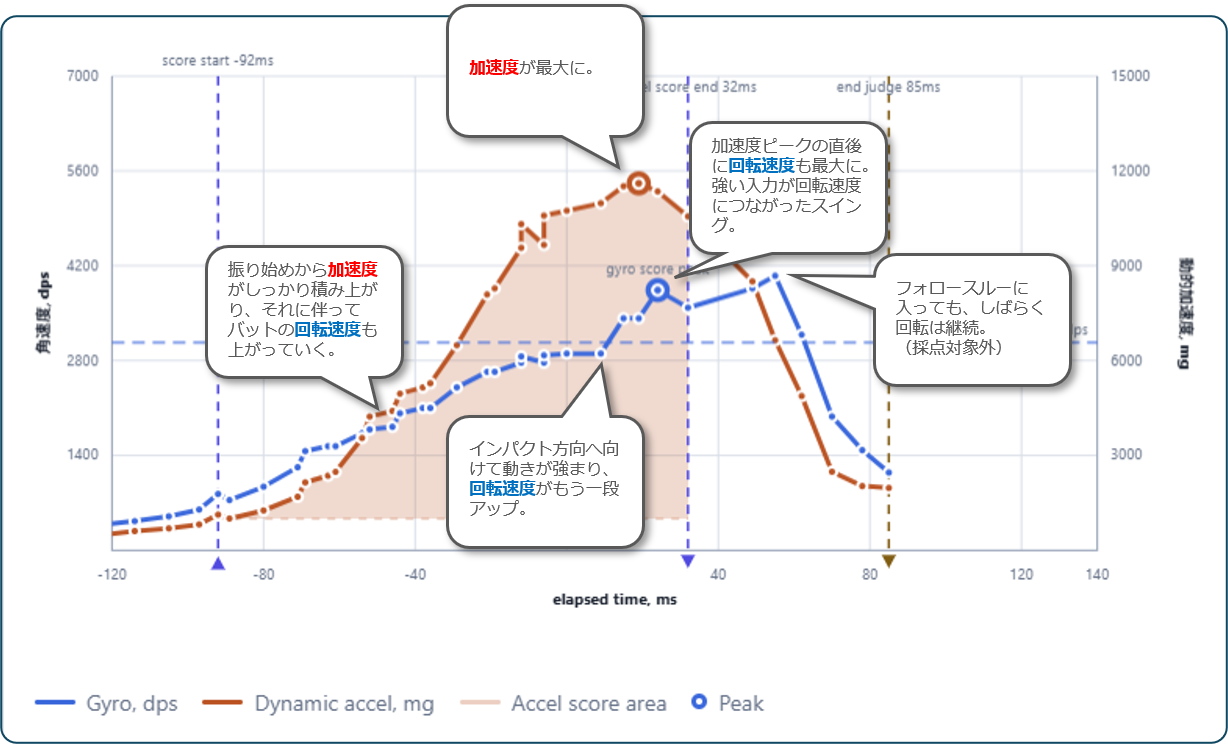 加速度が最大に。
score start -92ms
7000
el score end 32ms
end judge 85ms
15000
加速度ピークの直後
に回転速度も最大に。
強い入力が回転速度
につながったスイン
グ。
5600
12000
振り始めから加速度
がしっかり積み上が
り、それに伴って
バットの回転速度も
上がっていく。
4200
gyro score p
9000
フォロースルーに
入っても、しばらく
回転は継続。
（採点対象外）
角速度, dps
動的加速度, mg
ps
2800
6000
インパクト方向へ向
けて動きが強まり、
回転速度がもう一段
アップ。
1400
3000
-120
-80
-40
40
80
120
140
elapsed time, ms
Gyro, dps
Dynamic accel, mg
Accel score area
Peak